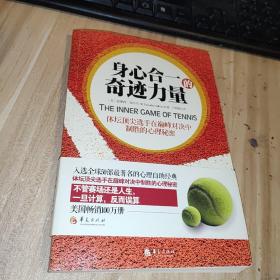 身心合一的
奇迹力量
THE INNER GAME OF TENNIS
体坛顶尖选手在巅峰对决中
制胜的心理秘密
入选全球50部最著名的心理自助经典
体坛顶尖选手在巅峰对决中制胜的心理秘密
不管赛场还是人生，
一旦计算，反而误算
美国畅销100万册
华夏出版社